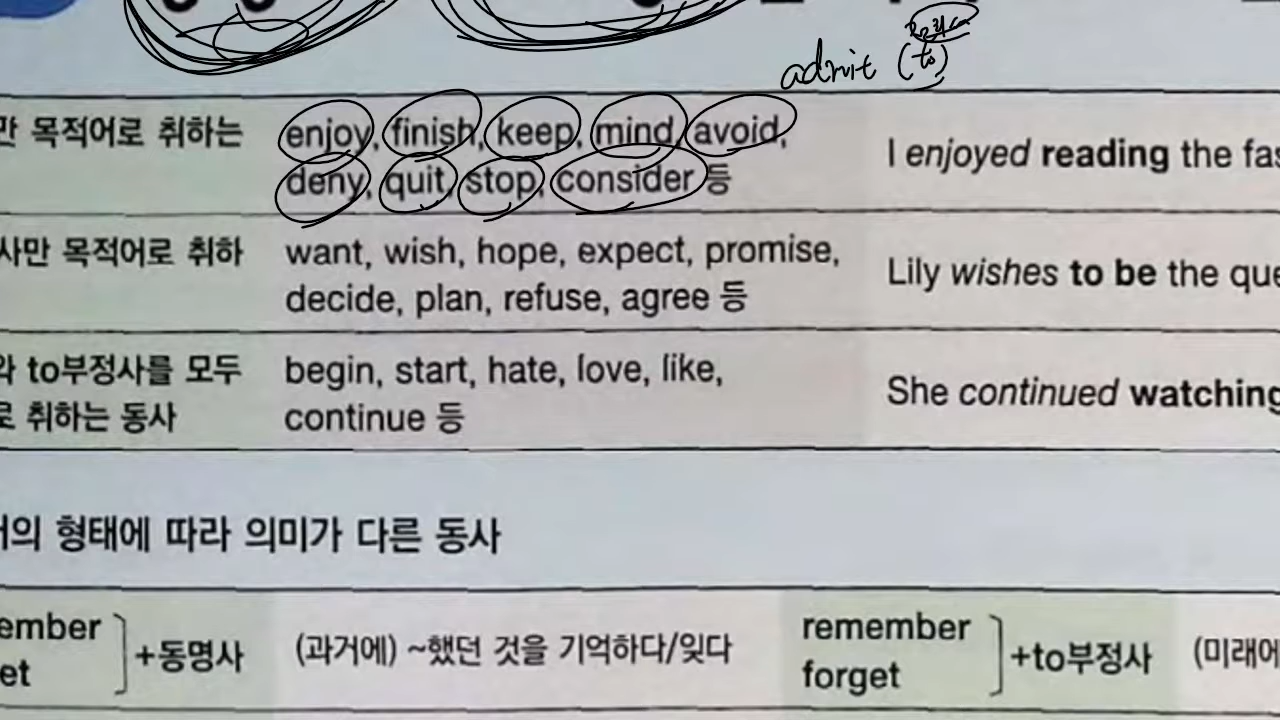 admit (to)
만 목적어로 취하는
enjoy, finish, keep, mind, avoid,
deny, quit, stop, consider 등
I enjoyed reading the fas
사만 목적어로 취하
want, wish, hope, expect, promise,
decide, plan, refuse, agree 등
Lily wishes to be the que
와 to부정사를 모두
로 취하는 동사
begin, start, hate, love, like,
continue 등
She continued watching
의 형태에 따라 의미가 다른 동사
ember
et
+동명사
(과거에) ~했던 것을 기억하다/잊다
remember
forget
+to부정사
(미래에